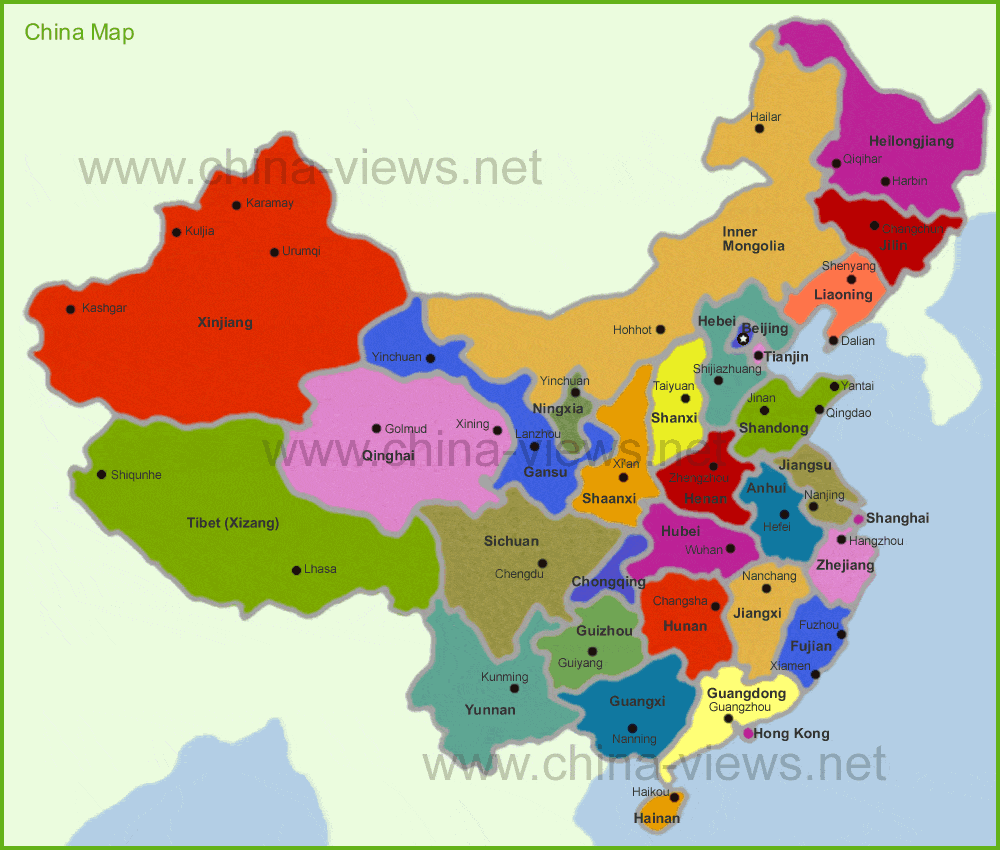 China Map
www.china-views.net
Hailar
Heilongjiang
Qiqihar
Harbin
Karamay
Kuljia
Urumqi
Changchun
Jilin
Inner
Mongolia
Shenyang
Liaoning
Kashgar
Xinjiang
Hohhot
Hebei
Beijing
Dalian
Yinchuan
Tianjin
Shijiazhuang
Yinchuan
Taiyuan
Yantai
Ningxia
Jinan
Qingdao
Shanxi
Shandong
Golmud
Xining
Lanzhou
www.china-views.net
Qinghai
Gansu
Xi'an
Zhengzhou
Jiangsu
Shiqunhe
Shaanxi
Henan
Anhui
Nanjing
Tibet (Xizang)
Hefei
Shanghai
Sichuan
Hubei
Wuhan
Hangzhou
Zhejiang
Lhasa
Chengdu
Chongqing
Nanchang
Changsha
Jiangxi
Hunan
Guizhou
Fuzhou
Fujian
Guiyang
Xiamen
Kunming
Yunnan
Guangxi
Guangdong
Guangzhou
Nanning
Hong Kong
www.china-views.net
Haikou
Hainan